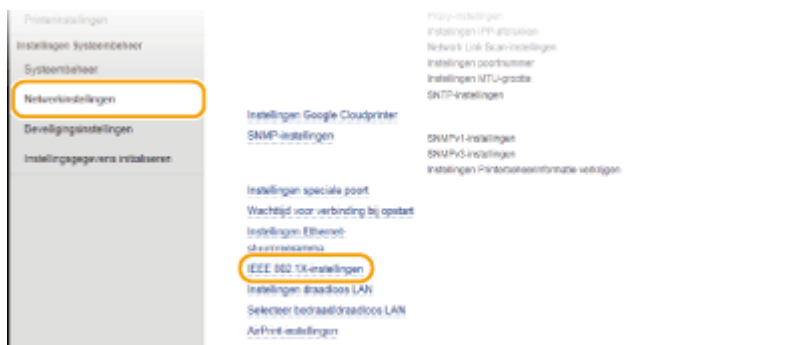 Printerinstellingen
Instellingen Systeembeheer
Systeembeheer
Netwerkinstellingen
Beveiligingsinstellingen
Instellingsgegevens initialiseren
Proxy-instellingen
Instellingen IPP-afdrukken
Network Link Scan-instellingen
Instellingen poortnummer
Instellingen MTU-grootte
SNTP-instellingen
Instellingen Google Cloudprinter
SNMP-instellingen
SNMPv1-instellingen
SNMPv3-instellingen
Instellingen Printerbeheerinformatie verkrijgen
Instellingen speciale poort
Wachttijd voor verbinding bij opstart
Instellingen Ethernet-
stuurprogramma
IEEE 802.1X-instellingen
Instellingen draadloos LAN
Selecteer bedraad/draadloos LAN
AirPrint-instellingen